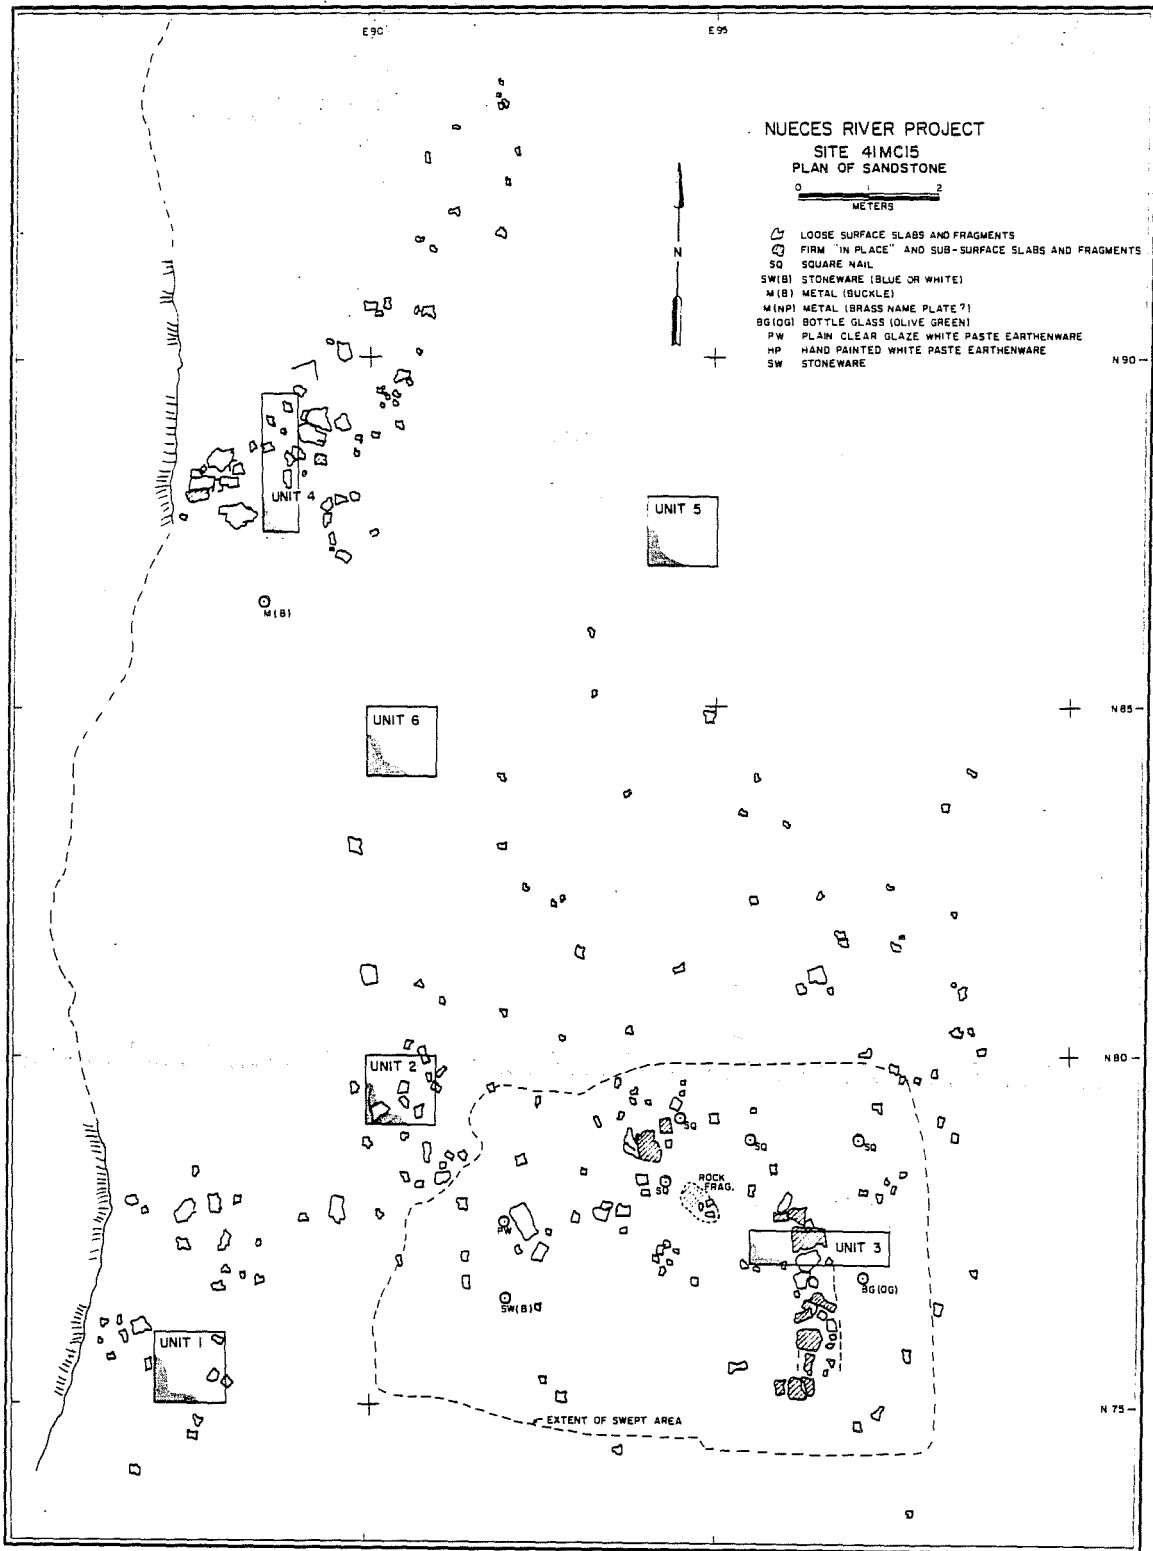 E90
E95
NUECES RIVER PROJECT
SITE 41MC15
PLAN OF SANDSTONE
0 2
METERS
N
LOOSE SURFACE SLABS AND FRAGMENTS
FIRM "IN PLACE" AND SUB-SURFACE SLABS AND FRAGMENTS
SQ SQUARE NAIL
SW(B) STONEWARE (BLUE OR WHITE)
M(B) METAL (BUCKLE)
M(NP) METAL (BRASS NAME PLATE?)
BG(OG) BOTTLE GLASS (OLIVE GREEN)
PW PLAIN CLEAR GLAZE WHITE PASTE EARTHENWARE
HP HAND PAINTED WHITE PASTE EARTHENWARE
SW STONEWARE
N90
UNIT 4
UNIT 5
M(B)
UNIT 6
N85
UNIT 2
N80
SQ
SQ
SQ
SQ
ROCK
FRAG.
PW
UNIT 3
BG(OG)
SW(B)
UNIT 1
EXTENT OF SWEPT AREA
N75